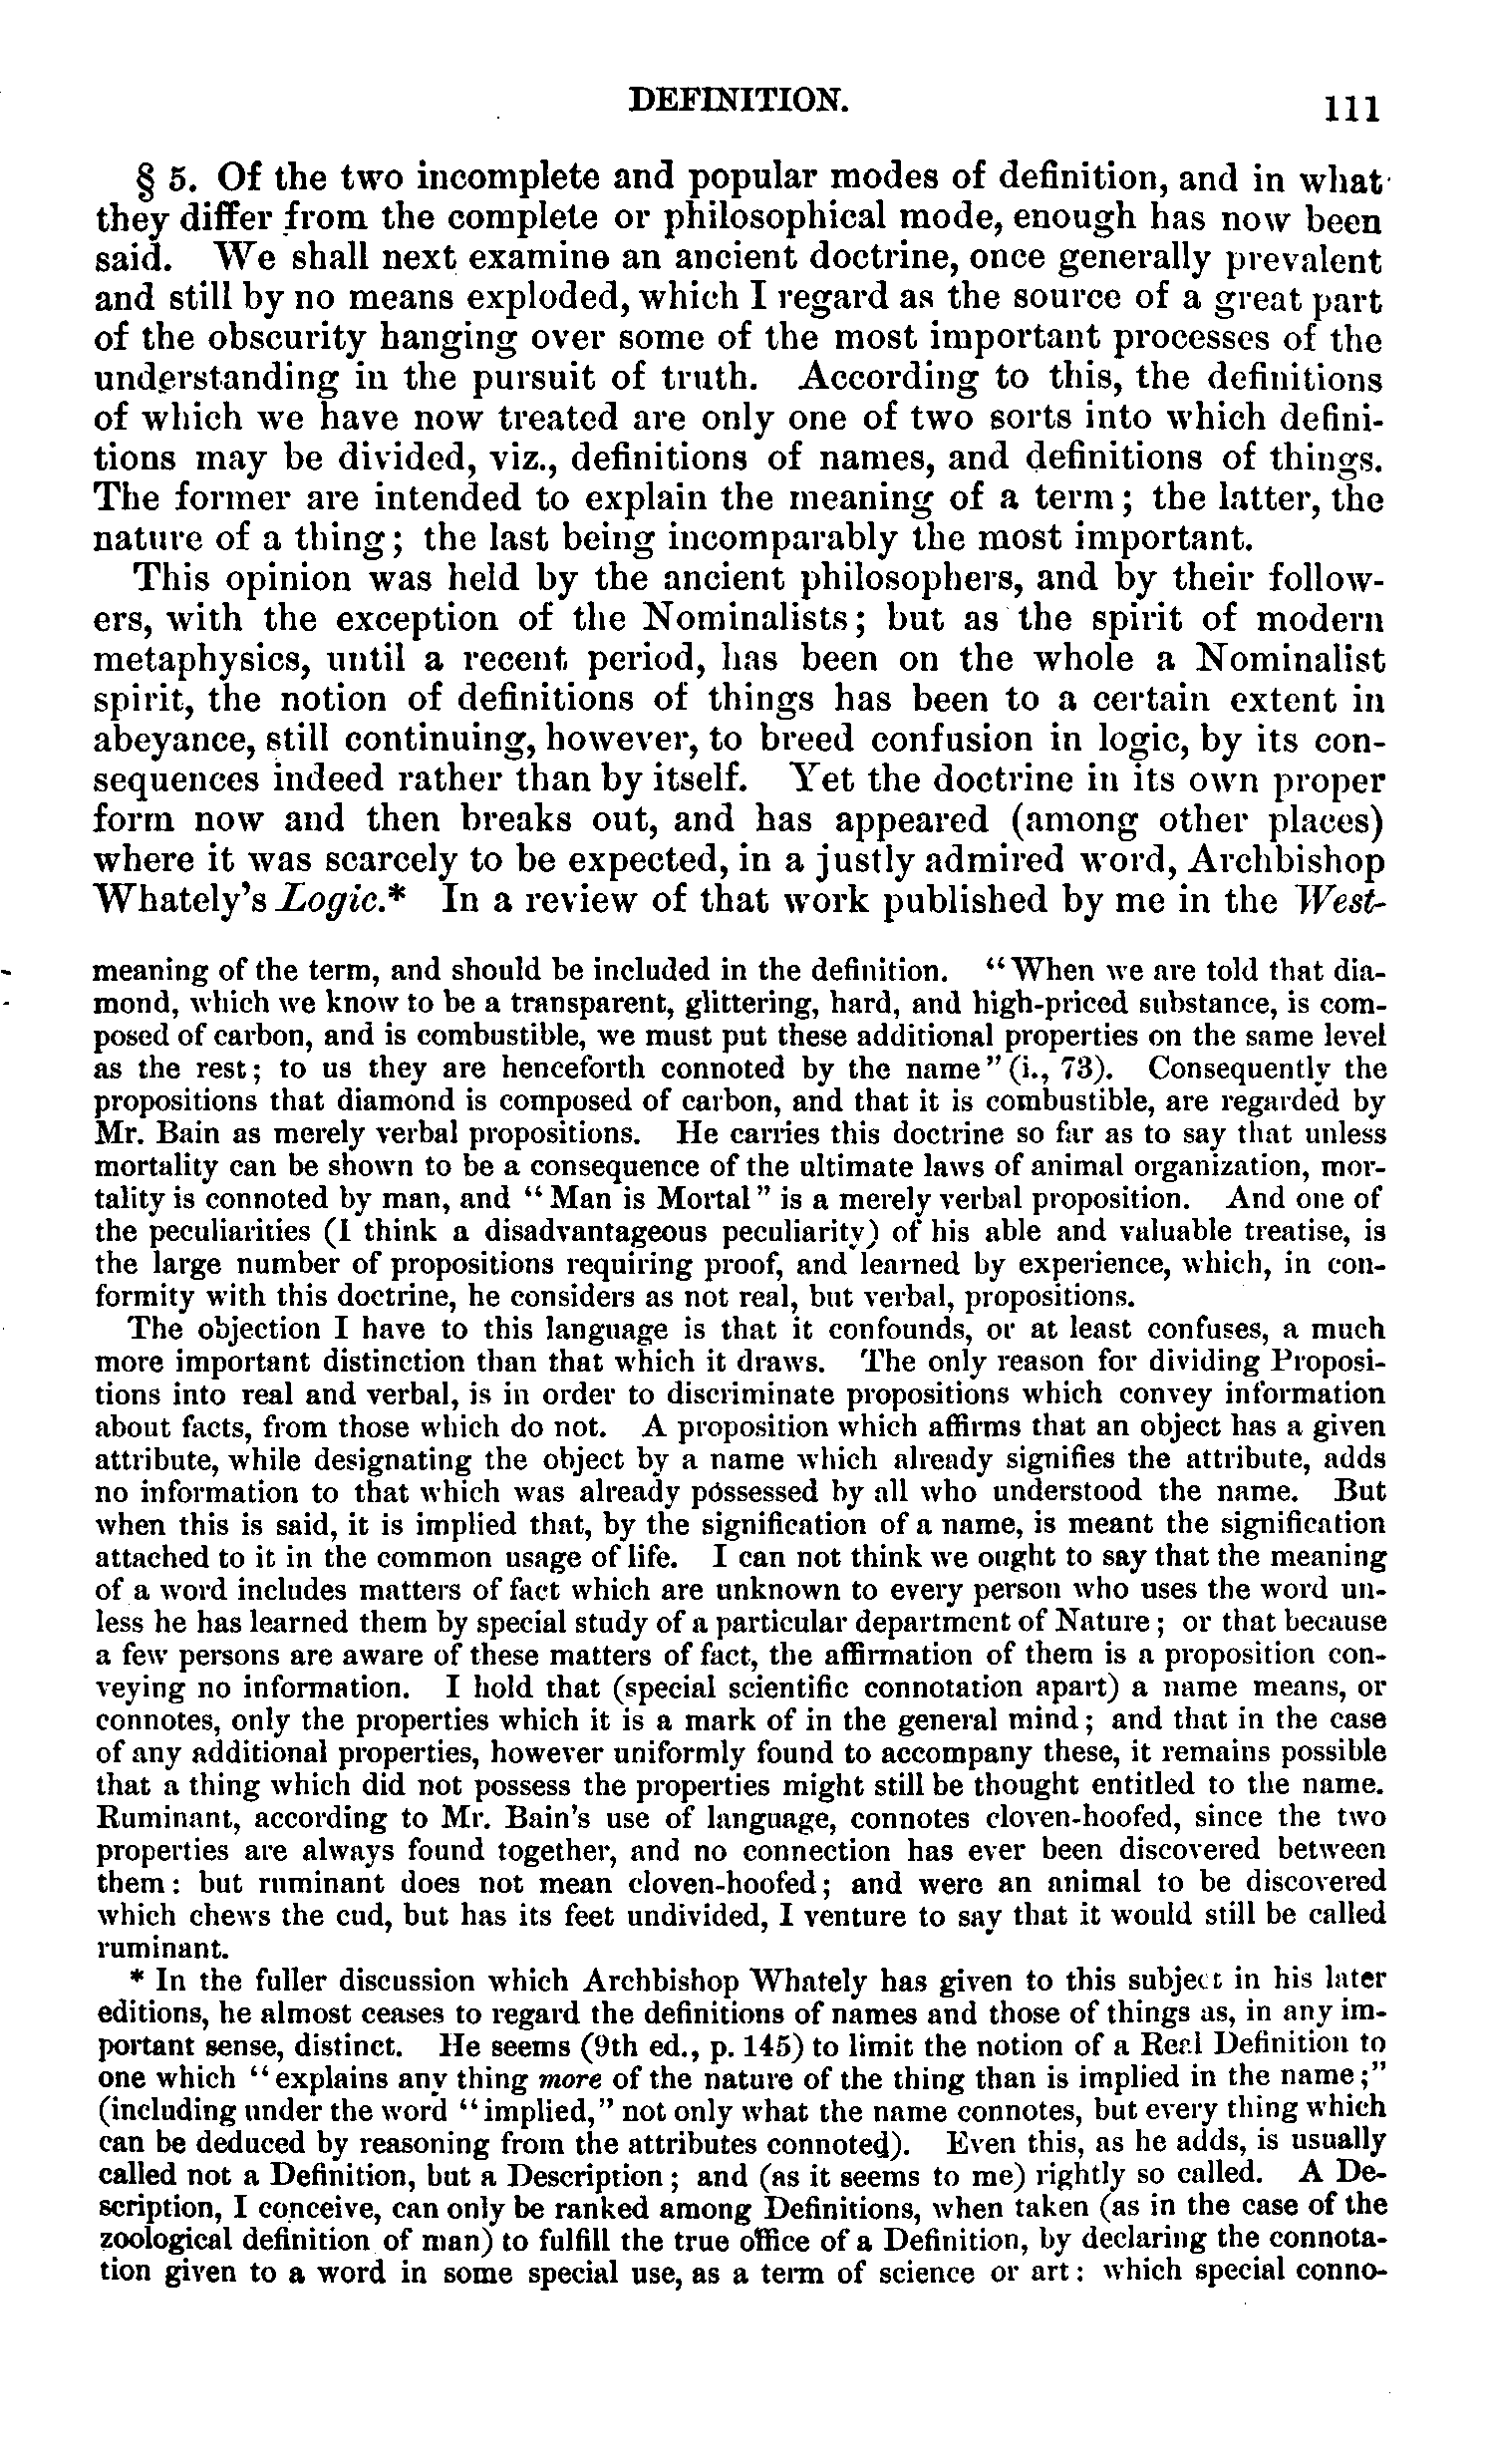 DEFINITION.
111
§ 5. Of the two incomplete and popular modes of definition, and in what
they differ from the complete or philosophical mode, enough has now been
said. We shall next examine an ancient doctrine, once generally prevalent
and still by no means exploded, which I regard as the source of a great part
of the obscurity hanging over some of the most important processes of the
understanding in the pursuit of truth. According to this, the definitions
of which we have now treated are only one of two sorts into which defini-
tions may be divided, viz., definitions of names, and definitions of things.
The former are intended to explain the meaning of a term; the latter, the
nature of a thing; the last being incomparably the most important.
This opinion was held by the ancient philosophers, and by their follow-
ers, with the exception of the Nominalists; but as the spirit of modern
metaphysics, until a recent period, has been on the whole a Nominalist
spirit, the notion of definitions of things has been to a certain extent in
abeyance, still continuing, however, to breed confusion in logic, by its con-
sequences indeed rather than by itself. Yet the doctrine in its own proper
form now and then breaks out, and has appeared (among other places)
where it was scarcely to be expected, in a justly admired word, Archbishop
Whately's Logic.* In a review of that work published by me in the West-
meaning of the term, and should be included in the definition. "When we are told that dia-
mond, which we know to be a transparent, glittering, hard, and high-priced substance, is com-
posed of carbon, and is combustible, we must put these additional properties on the same level
as the rest; to us they are henceforth connoted by the name" (i., 73). Consequently the
propositions that diamond is composed of carbon, and that it is combustible, are regarded by
Mr. Bain as merely verbal propositions. He carries this doctrine so far as to say that unless
mortality can be shown to be a consequence of the ultimate laws of animal organization, mor-
tality is connoted by man, and "Man is Mortal" is a merely verbal proposition. And one of
the peculiarities (I think a disadvantageous peculiarity) of his able and valuable treatise, is
the large number of propositions requiring proof, and learned by experience, which, in con-
formity with this doctrine, he considers as not real, but verbal, propositions.
The objection I have to this language is that it confounds, or at least confuses, a much
more important distinction than that which it draws. The only reason for dividing Proposi-
tions into real and verbal, is in order to discriminate propositions which convey information
about facts, from those which do not. A proposition which affirms that an object has a given
attribute, while designating the object by a name which already signifies the attribute, adds
no information to that which was already possessed by all who understood the name. But
when this is said, it is implied that, by the signification of a name, is meant the signification
attached to it in the common usage of life. I can not think we ought to say that the meaning
of a word includes matters of fact which are unknown to every person who uses the word un-
less he has learned them by special study of a particular department of Nature; or that because
a few persons are aware of these matters of fact, the affirmation of them is a proposition con-
veying no information. I hold that (special scientific connotation apart) a name means, or
connotes, only the properties which it is a mark of in the general mind; and that in the case
of any additional properties, however uniformly found to accompany these, it remains possible
that a thing which did not possess the properties might still be thought entitled to the name.
Ruminant, according to Mr. Bain's use of language, connotes cloven-hoofed, since the two
properties are always found together, and no connection has ever been discovered between
them: but ruminant does not mean cloven-hoofed; and were an animal to be discovered
which chews the cud, but has its feet undivided, I venture to say that it would still be called
ruminant.
* In the fuller discussion which Archbishop Whately has given to this subject in his later
editions, he almost ceases to regard the definitions of names and those of things as, in any im-
portant sense, distinct. He seems (9th ed., p. 145) to limit the notion of a Real Definition to
one which "explains any thing more of the nature of the thing than is implied in the name;"
(including under the word "implied," not only what the name connotes, but every thing which
can be deduced by reasoning from the attributes connoted). Even this, as he adds, is usually
called not a Definition, but a Description; and (as it seems to me) rightly so called. A De-
scription, I conceive, can only be ranked among Definitions, when taken (as in the case of the
zoological definition of man) to fulfill the true office of a Definition, by declaring the connota-
tion given to a word in some special use, as a term of science or art: which special conno-